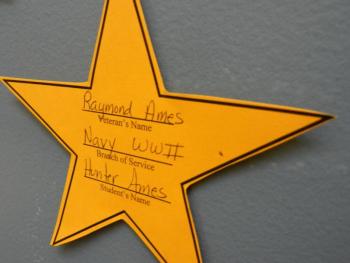 Raymond Ames
Veteran's Name
Navy WWII
Branch of Service
Hunter Ames
Student's Name